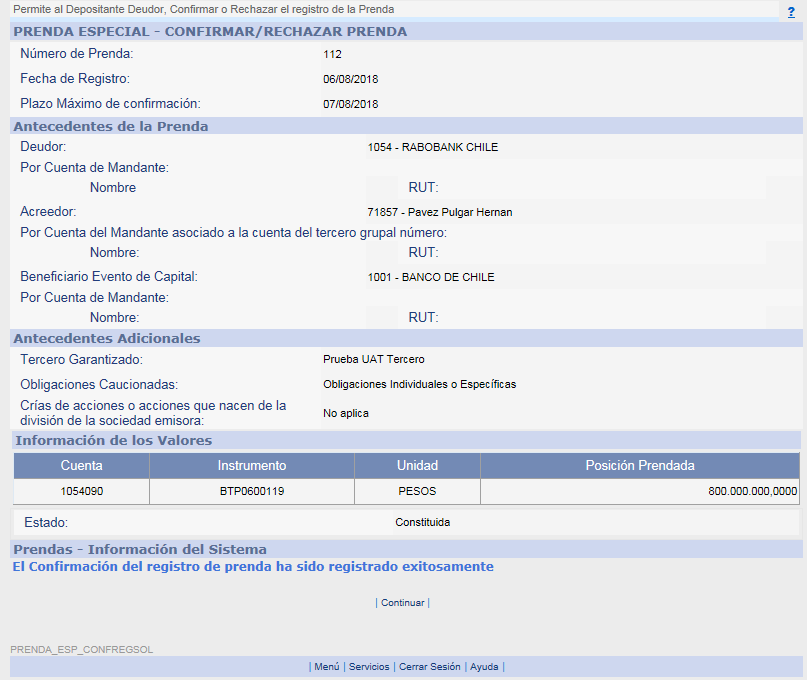 Permite al Depositante Deudor, Confirmar o Rechazar el registro de la Prenda
?
PRENDA ESPECIAL - CONFIRMAR/RECHAZAR PRENDA
Número de Prenda: 112
Fecha de Registro: 06/08/2018
Plazo Máximo de confirmación: 07/08/2018
Antecedentes de la Prenda
Deudor: 1054 - RABOBANK CHILE
Por Cuenta de Mandante:
Nombre RUT:
Acreedor: 71857 - Pavez Pulgar Hernan
Por Cuenta del Mandante asociado a la cuenta del tercero grupal número:
Nombre: RUT:
Beneficiario Evento de Capital: 1001 - BANCO DE CHILE
Por Cuenta de Mandante:
Nombre: RUT:
Antecedentes Adicionales
Tercero Garantizado: Prueba UAT Tercero
Obligaciones Caucionadas: Obligaciones Individuales o Específicas
Crías de acciones o acciones que nacen de la
división de la sociedad emisora: No aplica
Información de los Valores
Cuenta Instrumento Unidad Posición Prendada
1054090 BTP0600119 PESOS 800.000.000,0000
Estado: Constituida
Prendas - Información del Sistema
El Confirmación del registro de prenda ha sido registrado exitosamente
| Continuar |
PRENDA_ESP_CONFREGSOL
| Menú | Servicios | Cerrar Sesión | Ayuda |